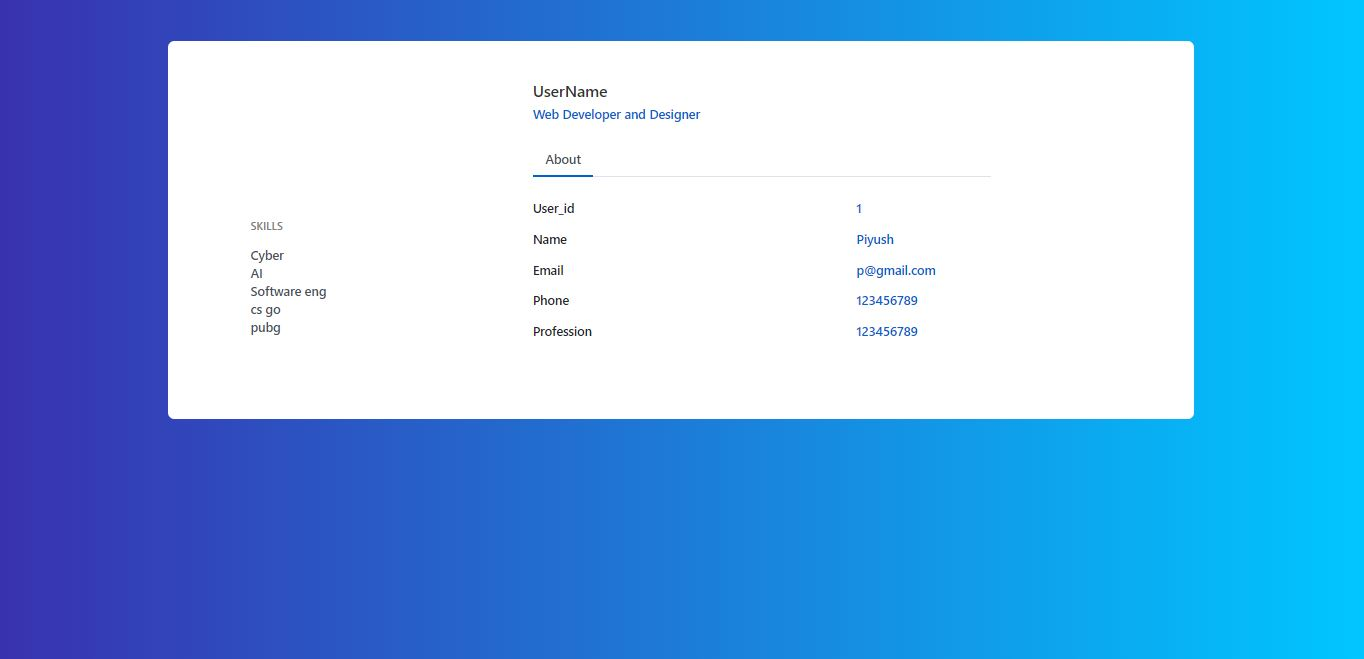 UserName
Web Developer and Designer
About
SKILLS
Cyber
AI
Software eng
cs go
pubg
User_id 1
Name Piyush
Email p@gmail.com
Phone 123456789
Profession 123456789